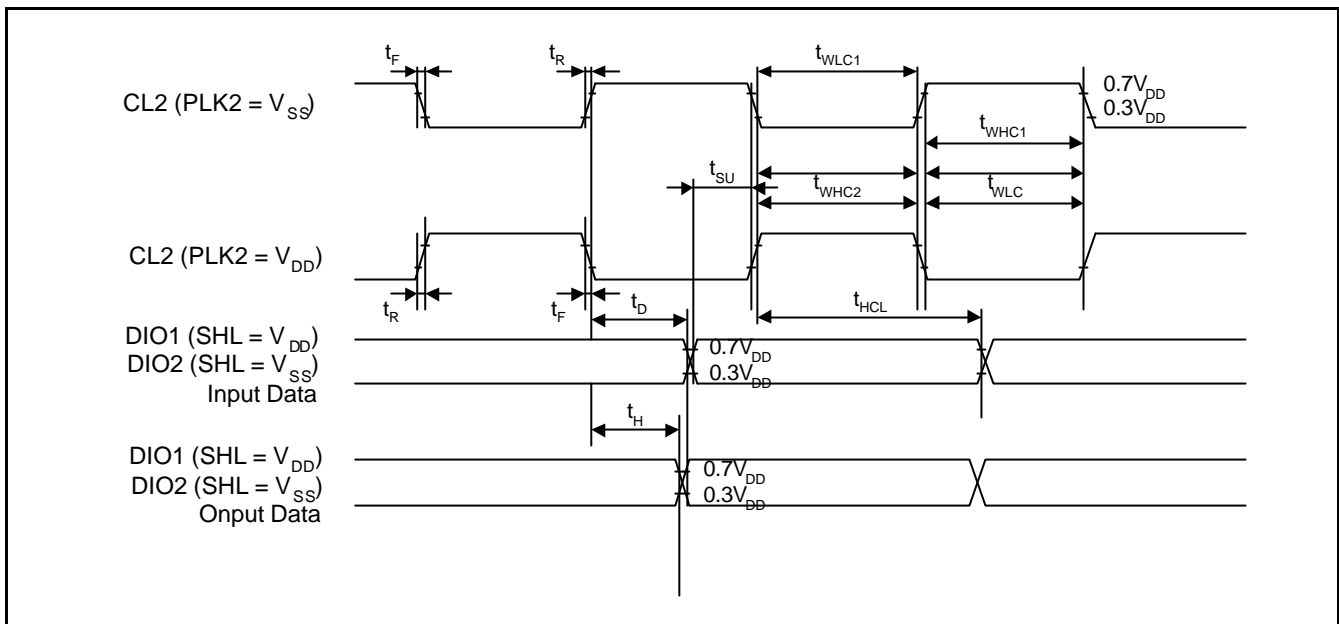 tF
tR
tWLC1
CL2 (PLK2 = VSS)
0.7VDD
0.3VDD
tWHC1
tSU
tWHC2
tWLC
CL2 (PLK2 = VDD)
tR
tF
tD
tHCL
DIO1 (SHL = VDD)
DIO2 (SHL = VSS)
Input Data
0.7VDD
0.3VDD
tH
DIO1 (SHL = VDD)
DIO2 (SHL = VSS)
Onput Data
0.7VDD
0.3VDD